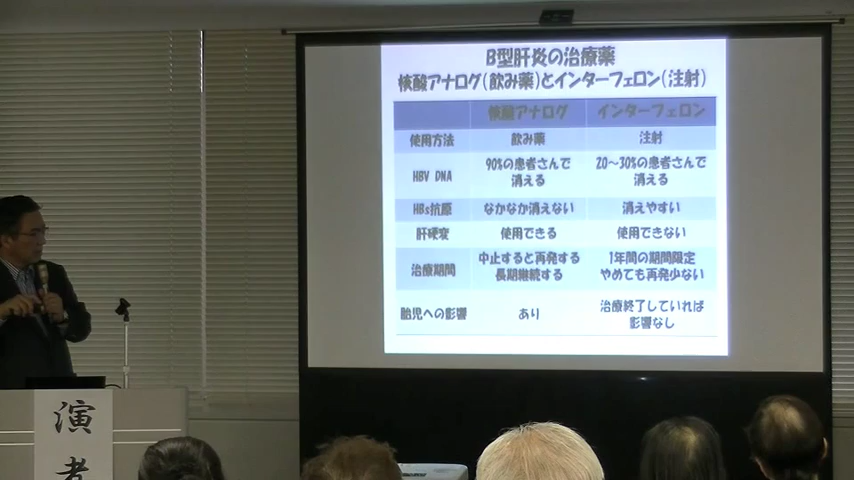 B型肝炎の治療薬
核酸アナログ(飲み薬)とインターフェロン(注射)
核酸アナログ インターフェロン
使用方法 飲み薬 注射
HBV DNA 90%の患者さんで消える 20～30%の患者さんで消える
HBs抗原 なかなか消えない 消えやすい
肝硬変 使用できる 使用できない
治療期間 中止すると再発する 長期継続する 1年間の期間限定 やめても再発少ない
胎児への影響 あり 治療終了していれば影響なし
演者